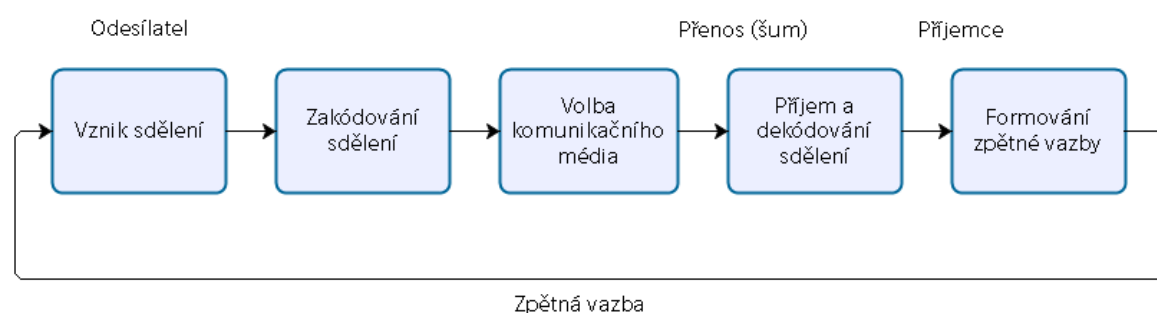 Odesílatel
Přenos (šum)
Příjemce
Vznik sdělení
Zakódování
sdělení
Volba
komunikačního
média
Příjem a
dekódování
sdělení
Formování
zpětné vazby
Zpětná vazba